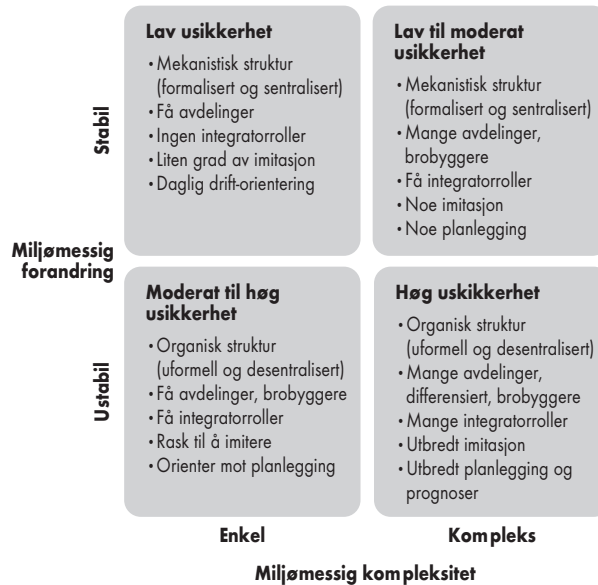 Lav usikkerhet
• Mekanistisk struktur
(formalisert og sentralisert)
• Få avdelinger
• Ingen integratorroller
• Liten grad av imitasjon
• Daglig drift-orientering
Lav til moderat
usikkerhet
• Mekanistisk struktur
(formalisert og sentralisert)
• Mange avdelinger,
brobyggere
• Få integratorroller
• Noe imitasjon
• Noe planlegging
Stabil
Miljømessig
forandring
Moderat til høg
usikkerhet
• Organisk struktur
(uformell og desentralisert)
• Få avdelinger, brobyggere
• Få integratorroller
• Rask til å imitere
• Orienter mot planlegging
Høg uskikkerhet
• Organisk struktur
(uformell og desentralisert)
• Mange avdelinger,
differensiert, brobyggere
• Mange integratorroller
• Utbredt imitasjon
• Utbredt planlegging og
prognoser
Ustabil
Enkel
Kompleks
Miljømessig kompleksitet